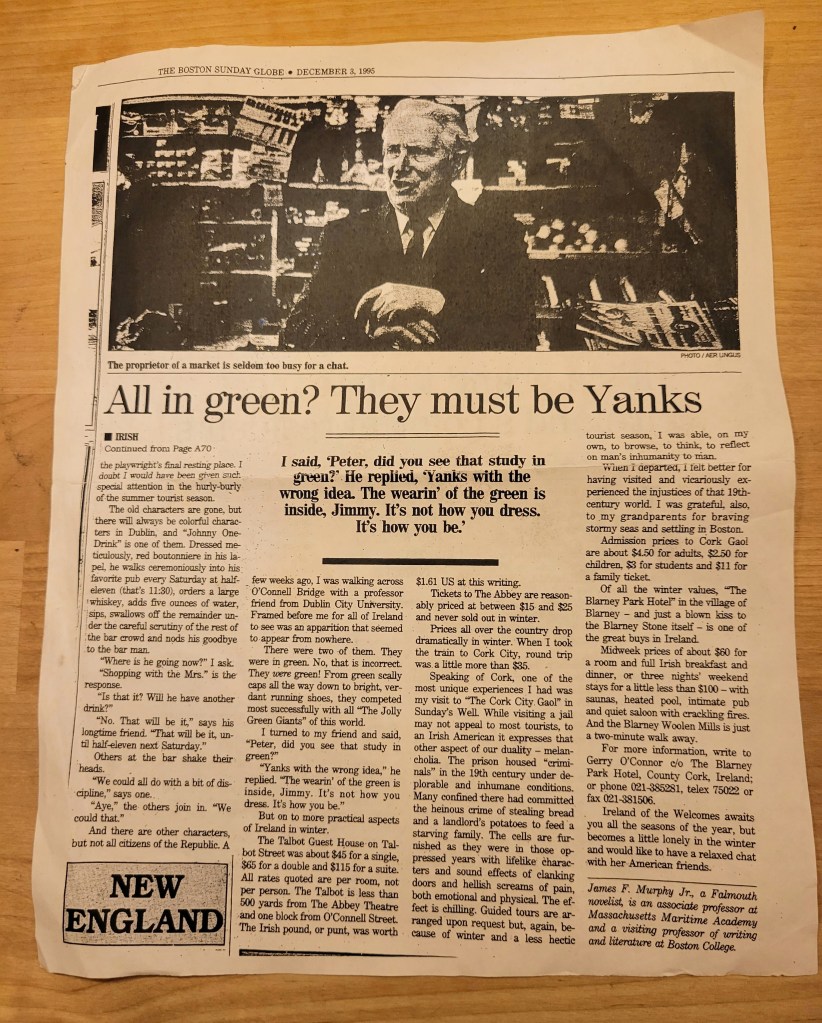 THE BOSTON SUNDAY GLOBE • DECEMBER 3, 1995
PHOTO / AER LINGUS
The proprietor of a market is seldom too busy for a chat.
All in green? They must be Yanks
■ IRISH
Continued from Page A70
the playwright's final resting place. I
doubt I would have been given such
special attention in the hurly-burly
of the summer tourist season.
The old characters are gone, but
there will always be colorful charac-
ters in Dublin, and "Johnny One-
Drink" is one of them. Dressed me-
ticulously, red boutonniere in his la-
pel, he walks ceremoniously into his
favorite pub every Saturday at half-
eleven (that's 11:30), orders a large
whiskey, adds five ounces of water,
sips, swallows off the remainder un-
der the careful scrutiny of the rest of
the bar crowd and nods his goodbye
to the bar man.
"Where is he going now?" I ask.
"Shopping with the Mrs." is the
response.
"Is that it? Will he have another
drink?"
"No. That will be it," says his
longtime friend. "That will be it, un-
til half-eleven next Saturday."
Others at the bar shake their
heads.
"We could all do with a bit of dis-
cipline," says one.
"Aye," the others join in. "We
could that."
And there are other characters,
but not all citizens of the Republic. A
NEW
ENGLAND
I said, 'Peter, did you see that study in
green?' He replied, 'Yanks with the
wrong idea. The wearin' of the green is
inside, Jimmy. It's not how you dress.
It's how you be.'
few weeks ago, I was walking across
O'Connell Bridge with a professor
friend from Dublin City University.
Framed before me for all of Ireland
to see was an apparition that seemed
to appear from nowhere.
There were two of them. They
were in green. No, that is incorrect.
They were green! From green scally
caps all the way down to bright, ver-
dant running shoes, they competed
most successfully with all "The Jolly
Green Giants" of this world.
I turned to my friend and said,
"Peter, did you see that study in
green?"
"Yanks with the wrong idea," he
replied. "The wearin' of the green is
inside, Jimmy. It's not how you
dress. It's how you be."
But on to more practical aspects
of Ireland in winter.
The Talbot Guest House on Tal-
bot Street was about $45 for a single,
$65 for a double and $115 for a suite.
All rates quoted are per room, not
per person. The Talbot is less than
500 yards from The Abbey Theatre
and one block from O'Connell Street.
The Irish pound, or punt, was worth
$1.61 US at this writing.
Tickets to The Abbey are reason-
ably priced at between $15 and $25
and never sold out in winter.
Prices all over the country drop
dramatically in winter. When I took
the train to Cork City, round trip
was a little more than $35.
Speaking of Cork, one of the
most unique experiences I had was
my visit to "The Cork City Gaol" in
Sunday's Well. While visiting a jail
may not appeal to most tourists, to
an Irish American it expresses that
other aspect of our duality – melan-
cholia. The prison housed "crimi-
nals" in the 19th century under de-
plorable and inhumane conditions.
Many confined there had committed
the heinous crime of stealing bread
and a landlord's potatoes to feed a
starving family. The cells are fur-
nished as they were in those op-
pressed years with lifelike charac-
ters and sound effects of clanking
doors and hellish screams of pain,
both emotional and physical. The ef-
fect is chilling. Guided tours are ar-
ranged upon request but, again, be-
cause of winter and a less hectic
tourist season, I was able, on my
own, to browse, to think, to reflect
on man's inhumanity to man.
When I departed, I felt better for
having visited and vicariously ex-
perienced the injustices of that 19th-
century world. I was grateful, also,
to my grandparents for braving
stormy seas and settling in Boston.
Admission prices to Cork Gaol
are about $4.50 for adults, $2.50 for
children, $3 for students and $11 for
a family ticket.
Of all the winter values, "The
Blarney Park Hotel" in the village of
Blarney – and just a blown kiss to
the Blarney Stone itself – is one of
the great buys in Ireland.
Midweek prices of about $60 for
a room and full Irish breakfast and
dinner, or three nights' weekend
stays for a little less than $100 – with
saunas, heated pool, intimate pub
and quiet saloon with crackling fires.
And the Blarney Woolen Mills is just
a two-minute walk away.
For more information, write to
Gerry O'Connor c/o The Blarney
Park Hotel, County Cork, Ireland;
or phone 021-385281, telex 75022 or
fax 021-381506.
Ireland of the Welcomes awaits
you all the seasons of the year, but
becomes a little lonely in the winter
and would like to have a relaxed chat
with her American friends.
James F. Murphy Jr., a Falmouth
novelist, is an associate professor at
Massachusetts Maritime Academy
and a visiting professor of writing
and literature at Boston College.